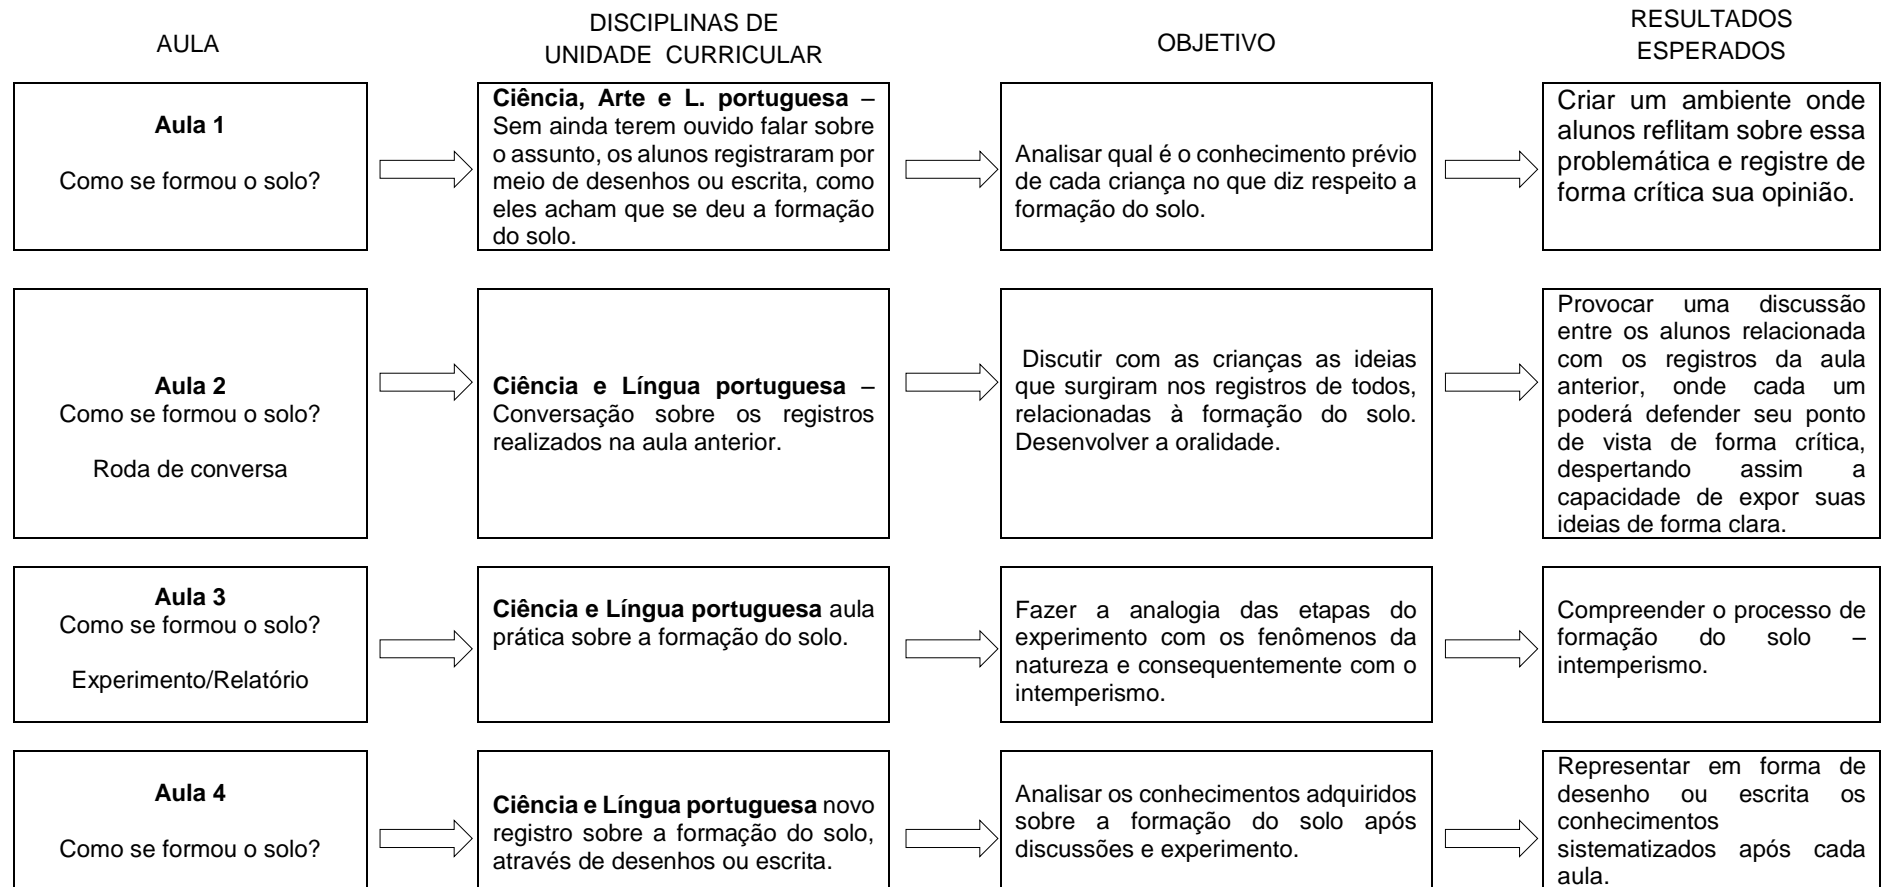 AULA
DISCIPLINAS DE
UNIDADE CURRICULAR
OBJETIVO
RESULTADOS
ESPERADOS
Aula 1
Como se formou o solo?
Ciência, Arte e L. portuguesa –
Sem ainda terem ouvido falar sobre
o assunto, os alunos registraram por
meio de desenhos ou escrita, como
eles acham que se deu a formação
do solo.
Analisar qual é o conhecimento prévio
de cada criança no que diz respeito a
formação do solo.
Criar um ambiente onde
alunos reflitam sobre essa
problemática e registre de
forma crítica sua opinião.
Aula 2
Como se formou o solo?
Roda de conversa
Ciência e Língua portuguesa –
Conversação sobre os registros
realizados na aula anterior.
Discutir com as crianças as ideias
que surgiram nos registros de todos,
relacionadas à formação do solo.
Desenvolver a oralidade.
Provocar uma discussão
entre os alunos relacionada
com os registros da aula
anterior, onde cada um
poderá defender seu ponto
de vista de forma crítica,
despertando assim a
capacidade de expor suas
ideias de forma clara.
Aula 3
Como se formou o solo?
Experimento/Relatório
Ciência e Língua portuguesa aula
prática sobre a formação do solo.
Fazer a analogia das etapas do
experimento com os fenômenos da
natureza e consequentemente com o
intemperismo.
Compreender o processo de
formação do solo –
intemperismo.
Aula 4
Como se formou o solo?
Ciência e Língua portuguesa novo
registro sobre a formação do solo,
através de desenhos ou escrita.
Analisar os conhecimentos adquiridos
sobre a formação do solo após
discussões e experimento.
Representar em forma de
desenho ou escrita os
conhecimentos
sistematizados após cada
aula.